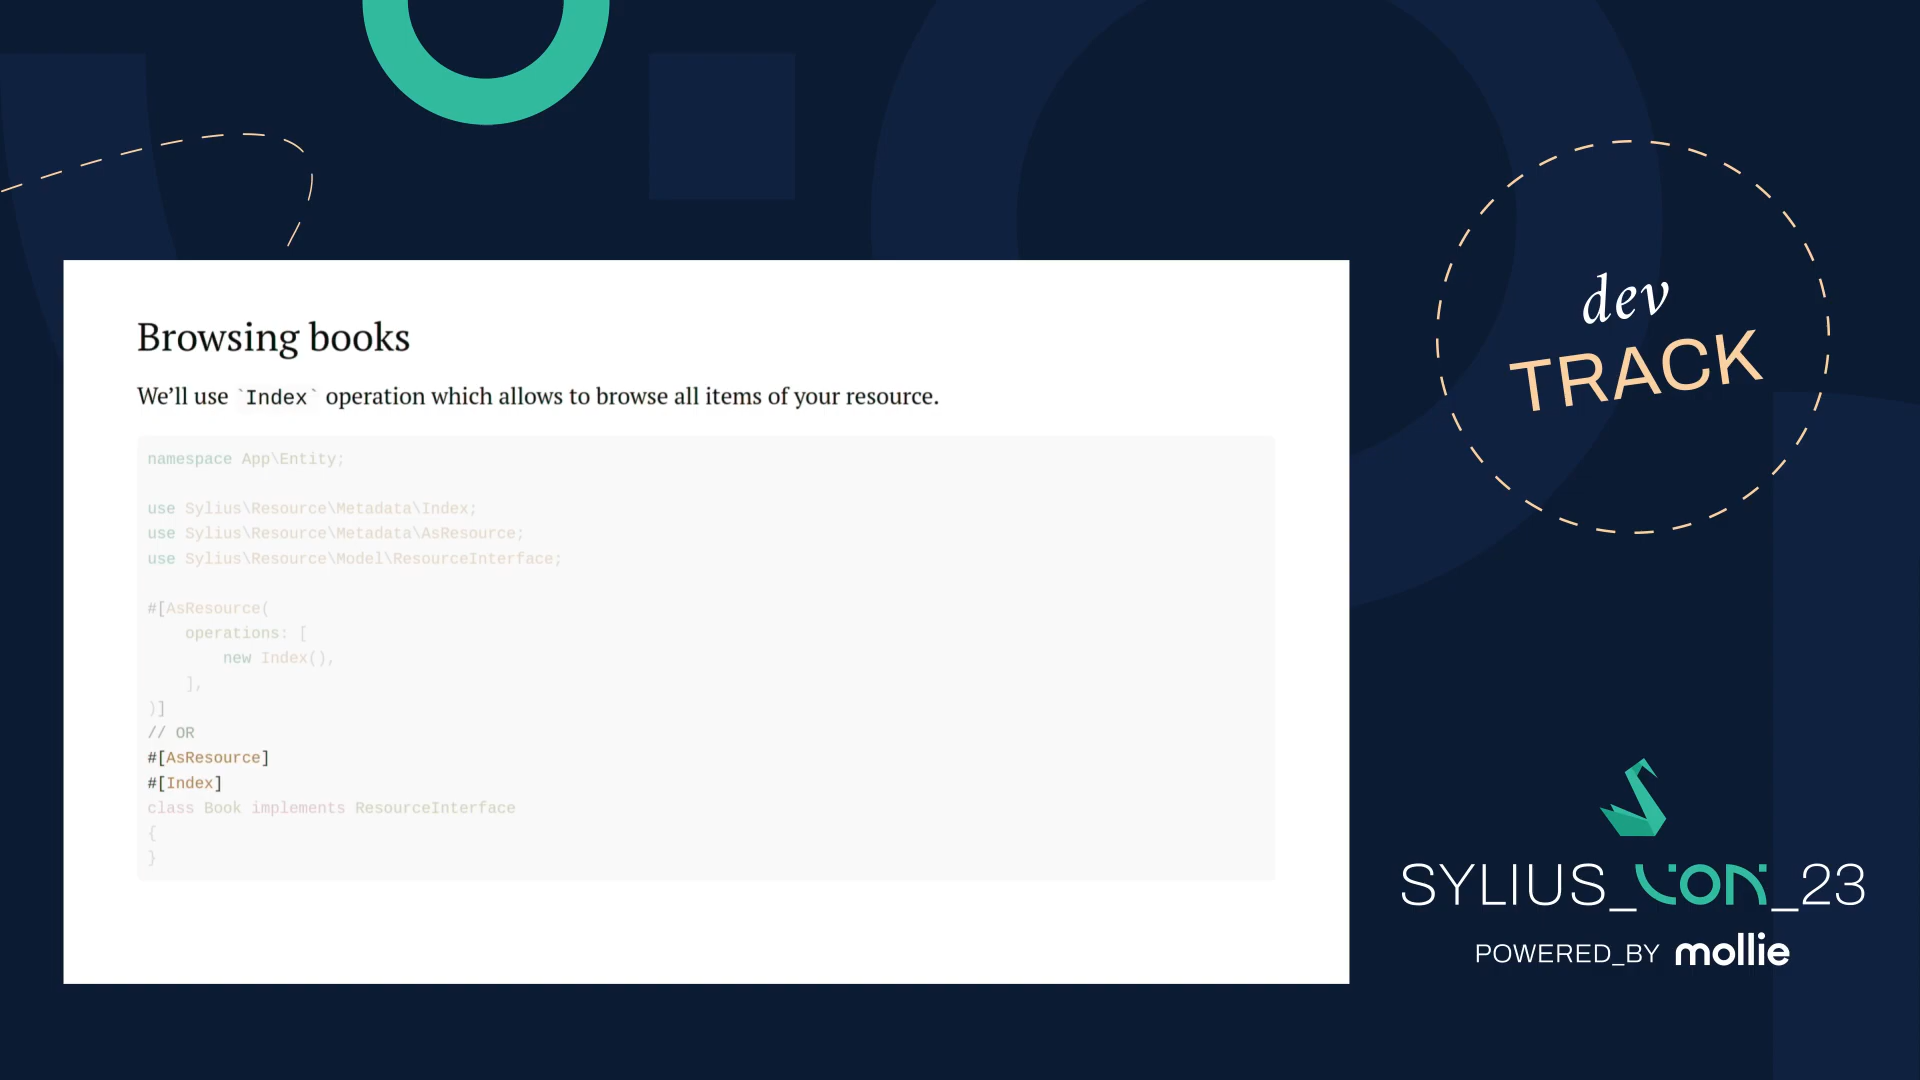 Browsing books
We’ll use `Index` operation which allows to browse all items of your resource.
namespace App\Entity;
use Sylius\Resource\Metadata\Index;
use Sylius\Resource\Metadata\AsResource;
use Sylius\Resource\Model\ResourceInterface;
#[AsResource(
    operations: [
        new Index(),
    ],
)]
// OR
#[AsResource]
#[Index]
class Book implements ResourceInterface
{
}
dev
TRACK
SYLIUS_CON_23
POWERED_BY mollie